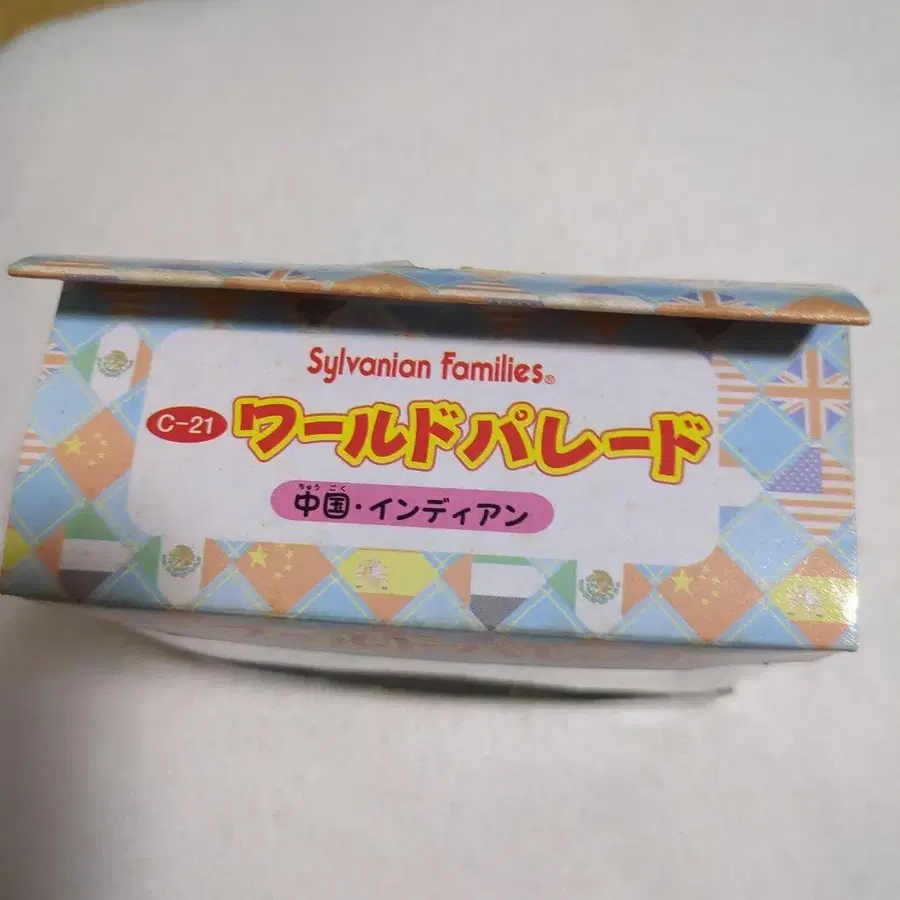 Sylvanian Families®
C-21 ワールドパレード
ちゅう ごく
中国・インディアン